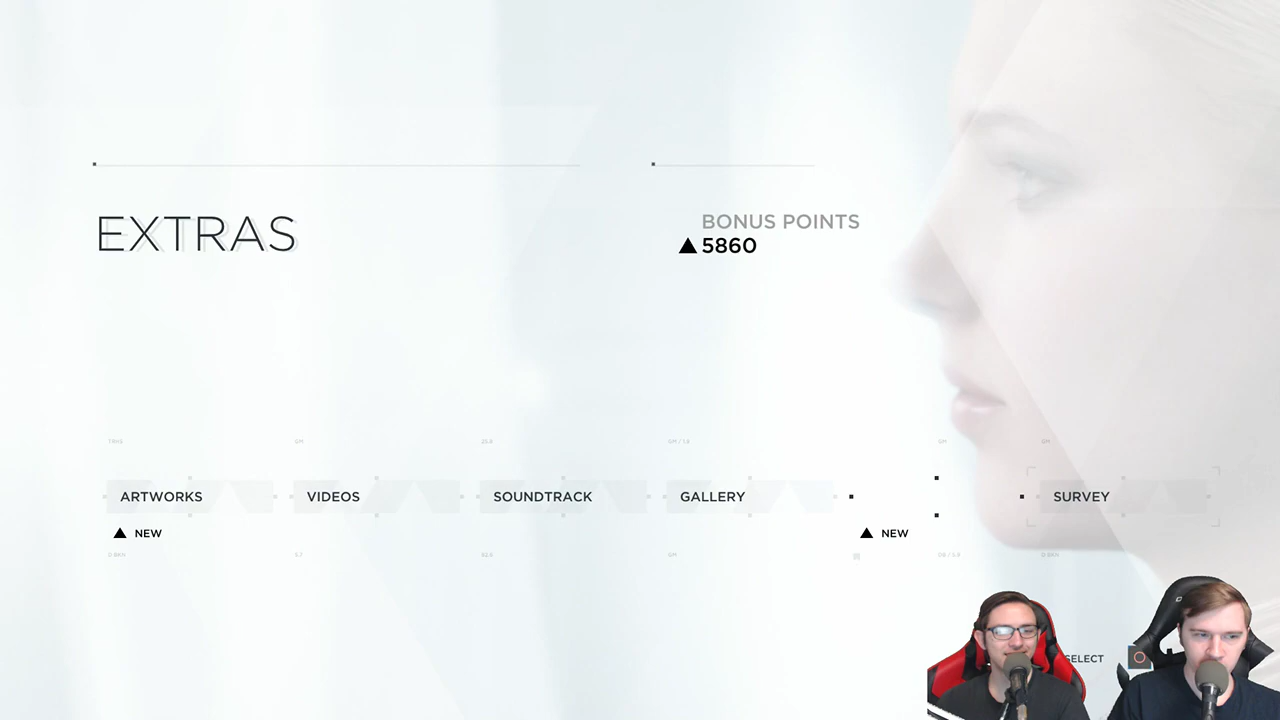 EXTRAS
BONUS POINTS
5860
ARTWORKS
VIDEOS
SOUNDTRACK
GALLERY
SURVEY
NEW
NEW
SELECT